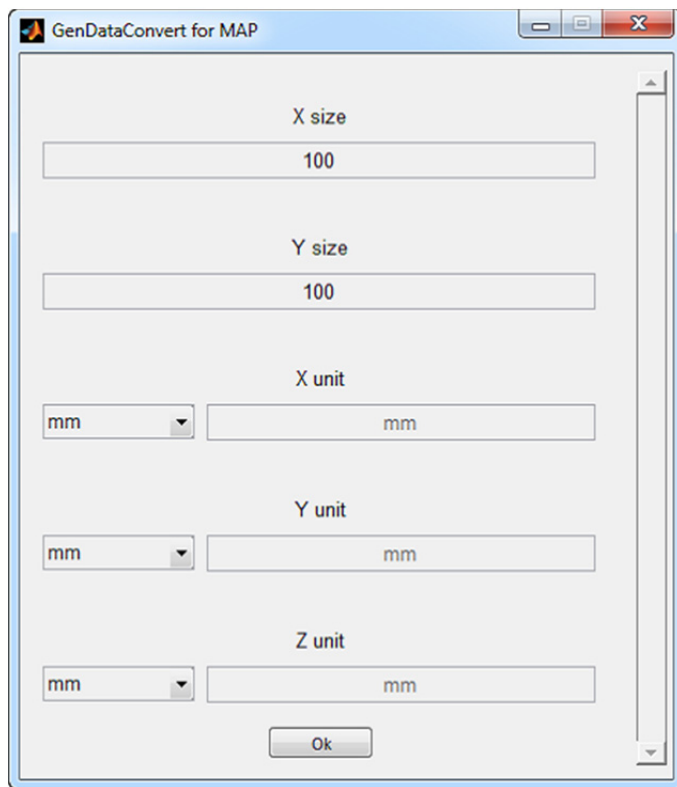 GenDataConvert for MAP
X size
100
Y size
100
X unit
mm mm
Y unit
mm mm
Z unit
mm mm
Ok